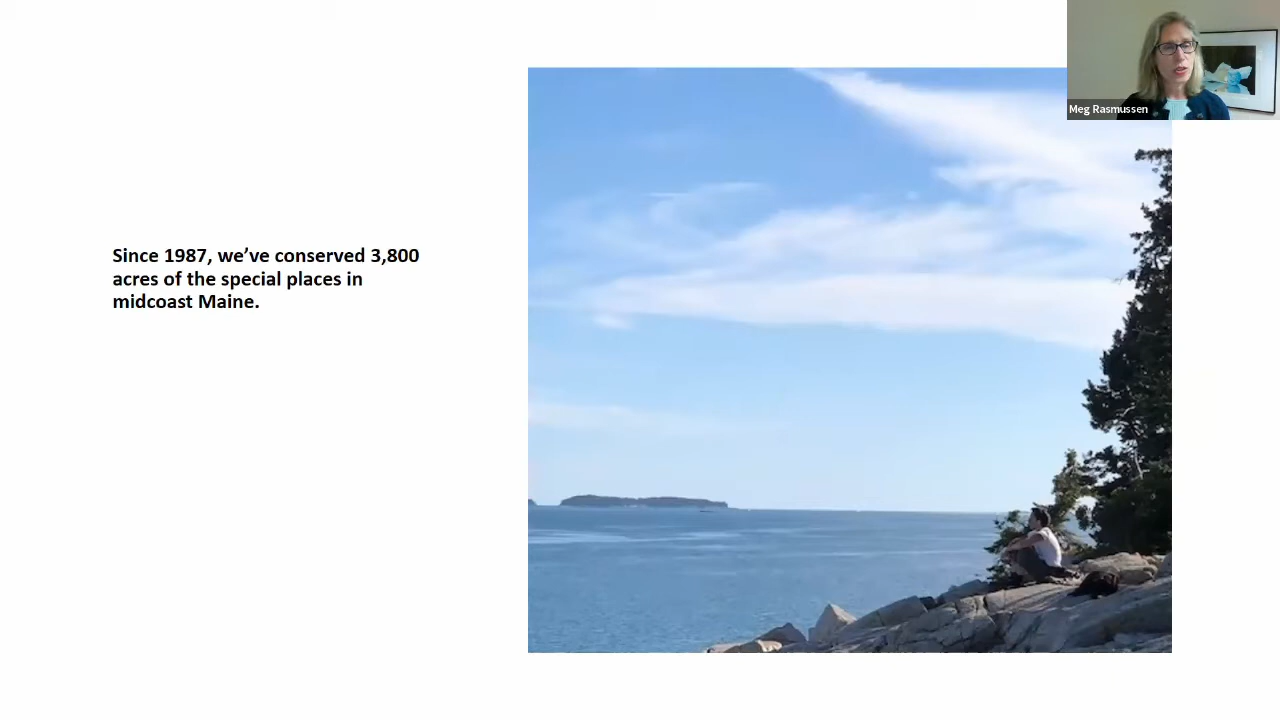 Since 1987, we’ve conserved 3,800
acres of the special places in
midcoast Maine.
Meg Rasmussen